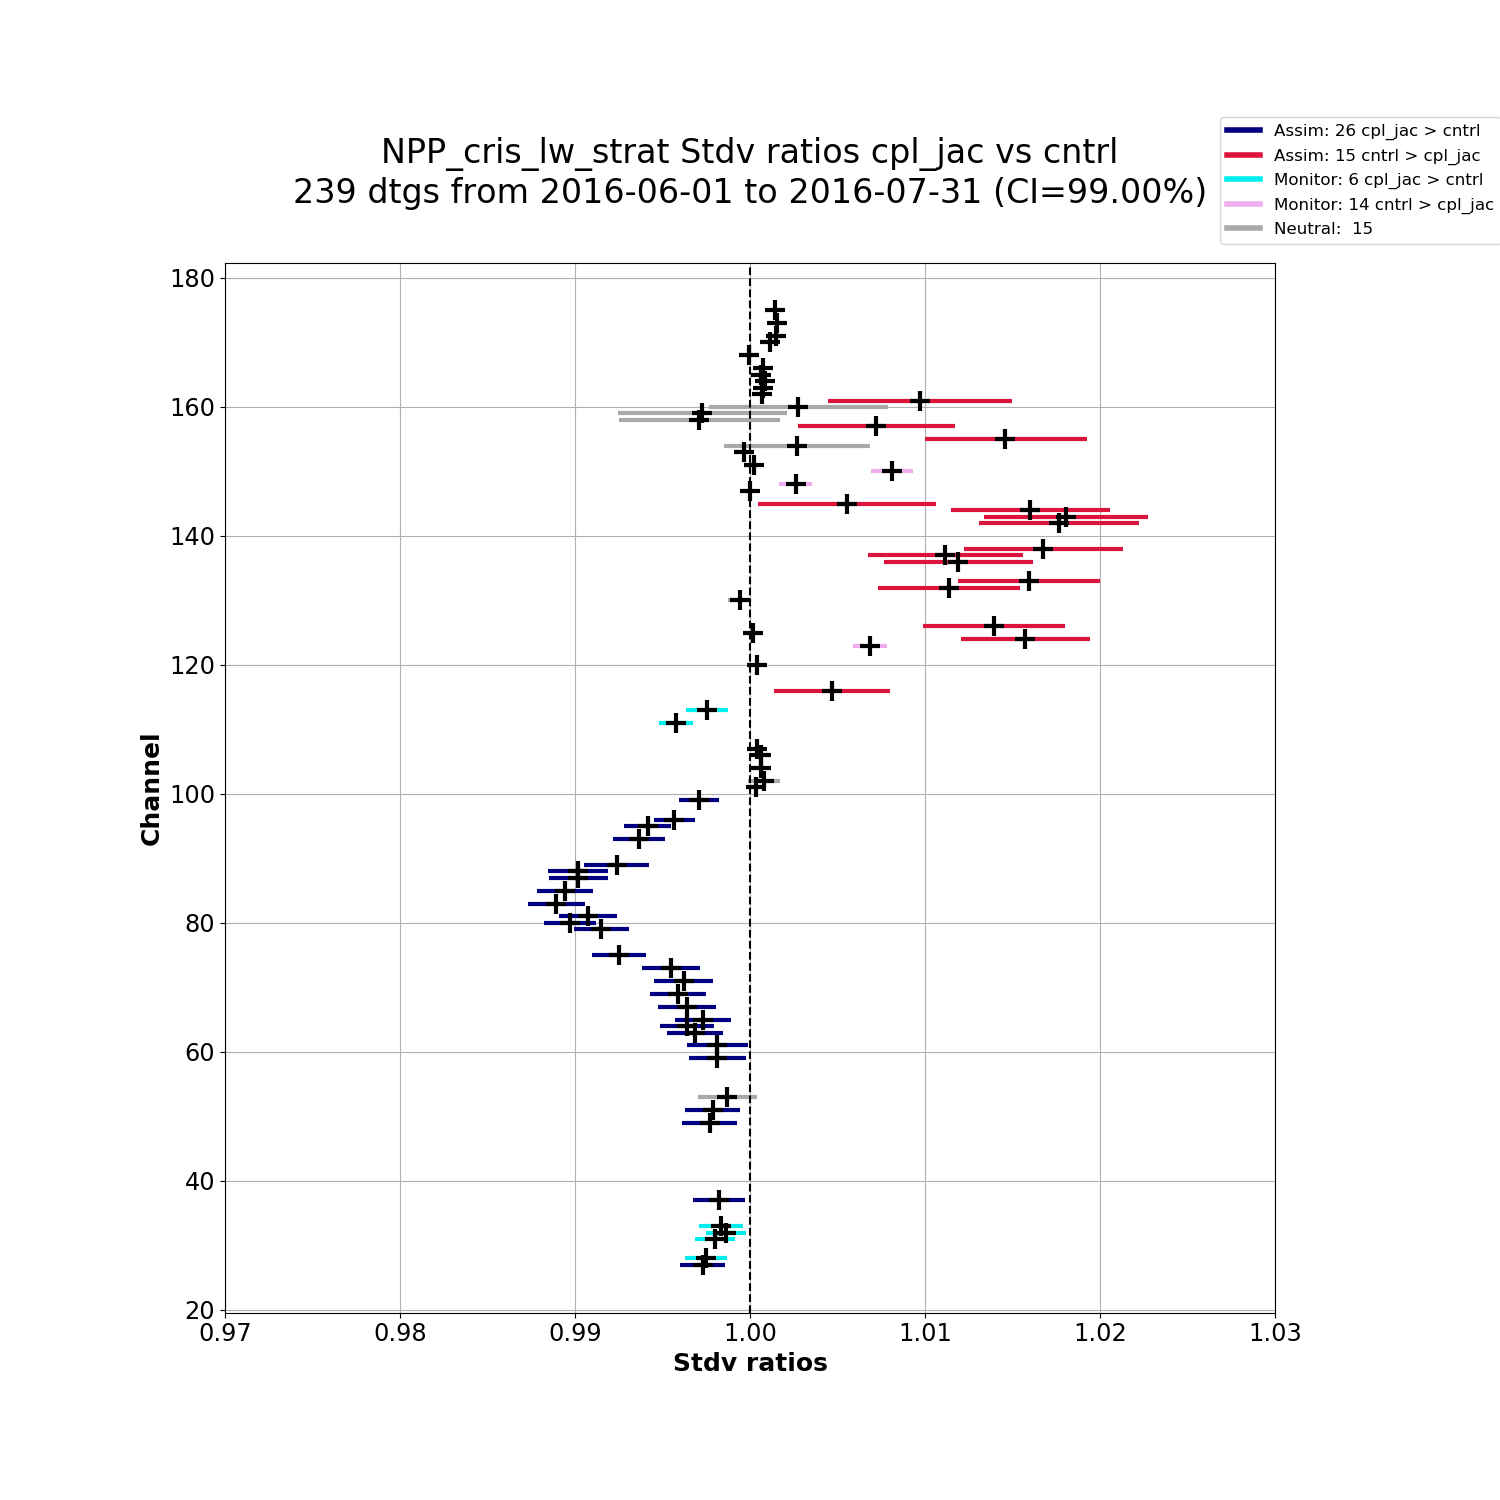 NPP_cris_lw_strat Stdv ratios cpl_jac vs cntrl
239 dtgs from 2016-06-01 to 2016-07-31 (CI=99.00%)
Assim: 26 cpl_jac > cntrl
Assim: 15 cntrl > cpl_jac
Monitor: 6 cpl_jac > cntrl
Monitor: 14 cntrl > cpl_jac
Neutral:  15
180
160
140
120
100
80
60
40
20
Channel
0.97
0.98
0.99
1.00
1.01
1.02
1.03
Stdv ratios